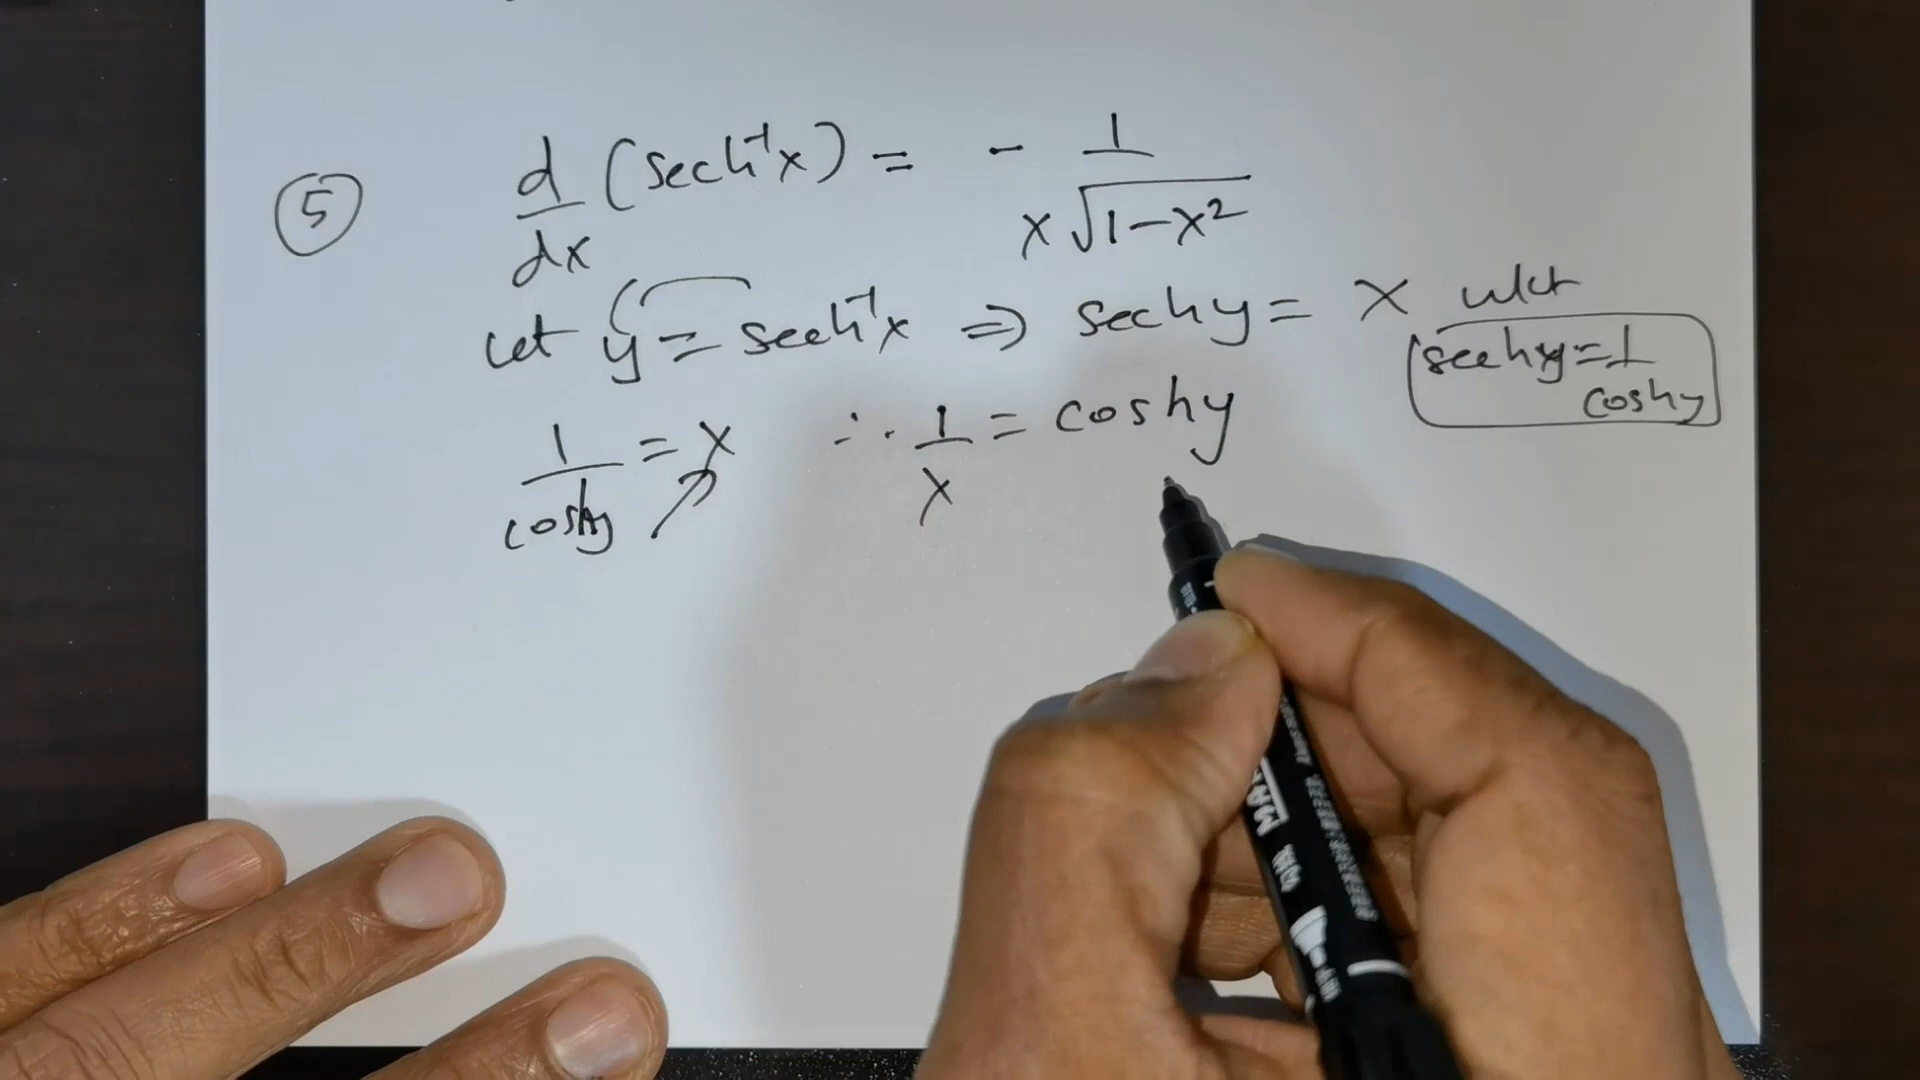 ⑤ d/dx (sech⁻¹x) = - 1/(x√(1-x²))
let y = sech⁻¹x ⇒ sechy = x wkt
sechy = 1/coshy
1/coshy = x ∴ 1/x = coshy